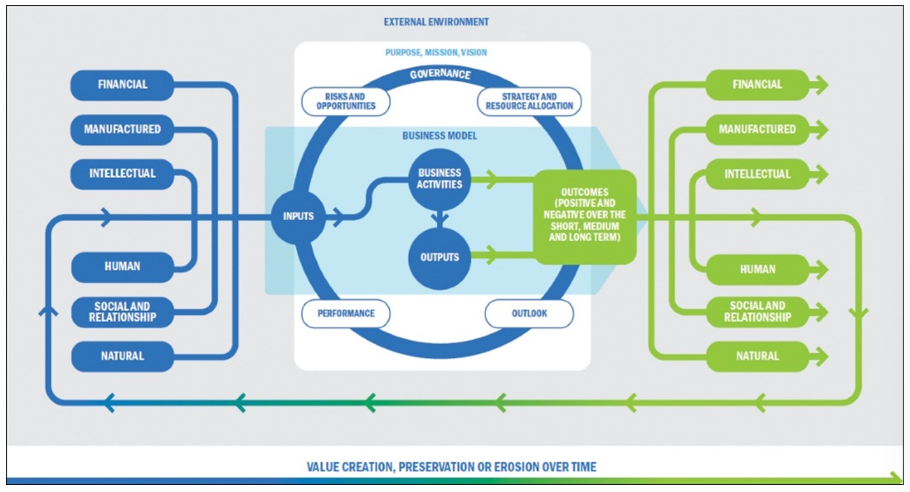 EXTERNAL ENVIRONMENT
PURPOSE, MISSION, VISION
GOVERNANCE
RISKS AND
OPPORTUNITIES
STRATEGY AND
RESOURCE ALLOCATION
BUSINESS MODEL
FINANCIAL
MANUFACTURED
INTELLECTUAL
HUMAN
SOCIAL AND
RELATIONSHIP
NATURAL
INPUTS
BUSINESS
ACTIVITIES
OUTPUTS
OUTCOMES
(POSITIVE AND
NEGATIVE OVER THE
SHORT, MEDIUM
AND LONG TERM)
PERFORMANCE
OUTLOOK
FINANCIAL
MANUFACTURED
INTELLECTUAL
HUMAN
SOCIAL AND
RELATIONSHIP
NATURAL
VALUE CREATION, PRESERVATION OR EROSION OVER TIME